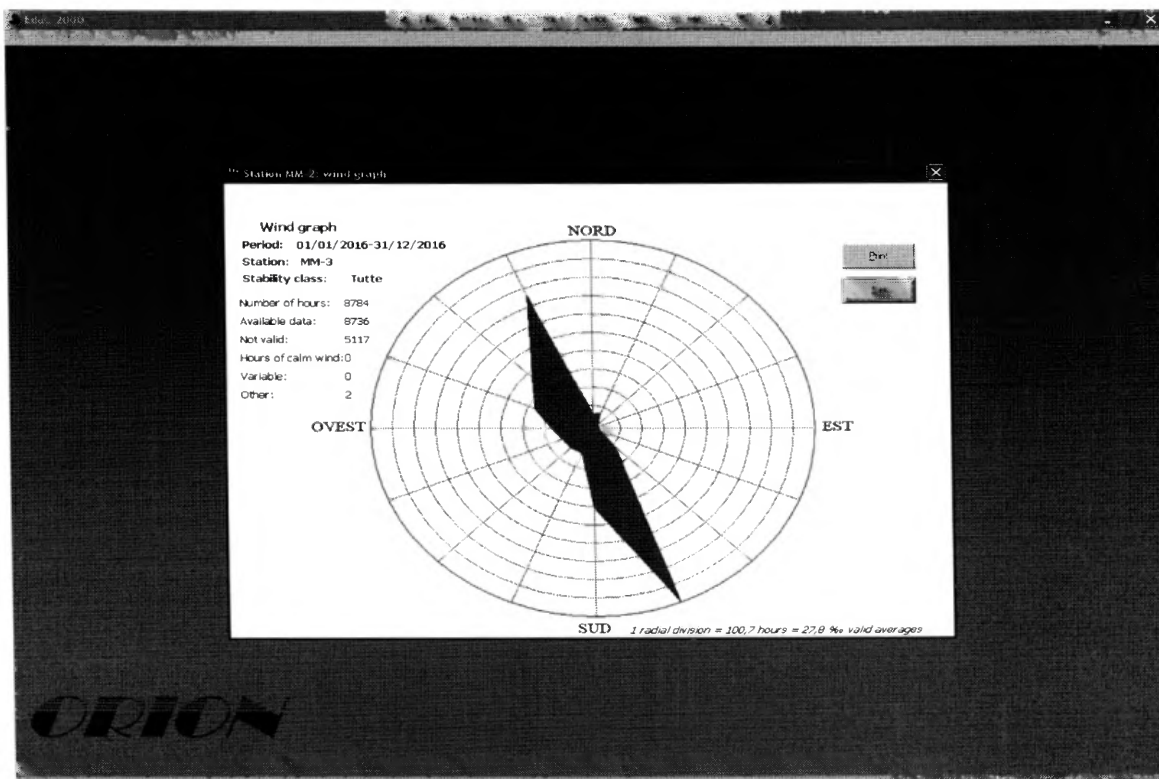 Edac 2000
Station MM-2: wind graph
Wind graph
Period: 01/01/2016-31/12/2016
Station: MM-3
Stability class: Tutte
Number of hours: 8784
Available data: 8736
Not valid: 5117
Hours of calm wind:0
Variable: 0
Other: 2
NORD
Print
OVEST
EST
SUD
1 radial division = 100,7 hours = 27,8 ‰ valid averages
ORION